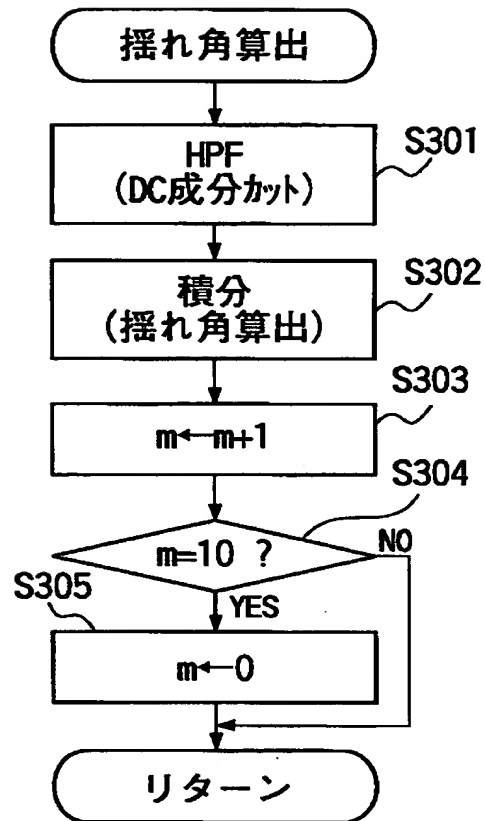 揺れ角算出
HPF
(DC成分カット)
S301
積分
(揺れ角算出)
S302
m←m+1
S303
m=10 ?
S304
NO
YES
S305
m←0
リターン